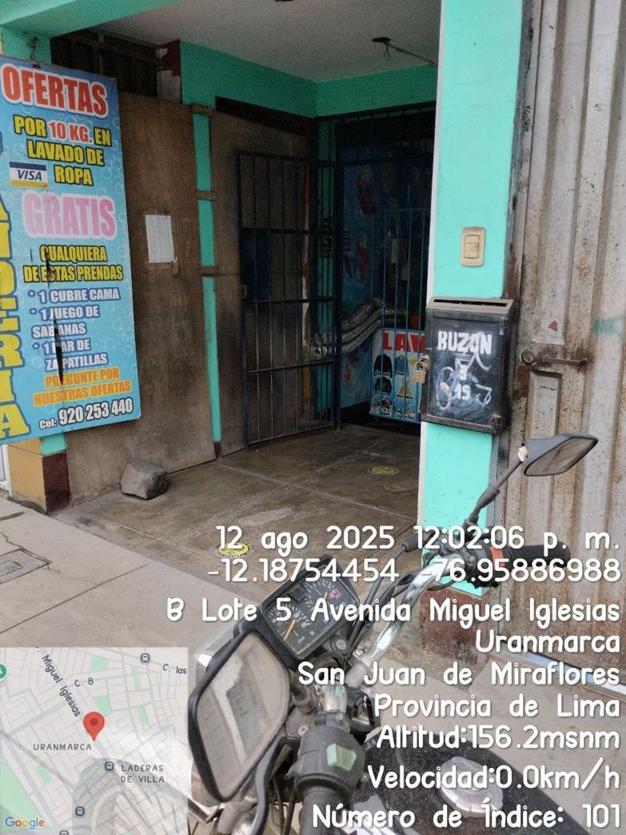 OFERTAS
POR 10 KG. EN
LAVADO DE
ROPA
VISA
GRATIS
CUALQUIERA
DE ESTAS PRENDAS
* 1 CUBRE CAMA
* 1 JUEGO DE
SABANAS
* 1 PAR DE
ZAPATILLAS
PREGUNTE POR
NUESTRAS OFERTAS
Cel: 920 253 440
BUZON
19
12 ago 2025 12:02:06 p. m.
-12.18754454 -76.95886988
B Lote 5 Avenida Miguel Iglesias
Uranmarca
San Juan de Miraflores
Provincia de Lima
Altitud:156.2msnm
Velocidad:0.0km/h
Número de Índice: 101
Miguel Iglesias
C. 8
C. las
URANMARCA
LADERAS
DE VILLA
Google